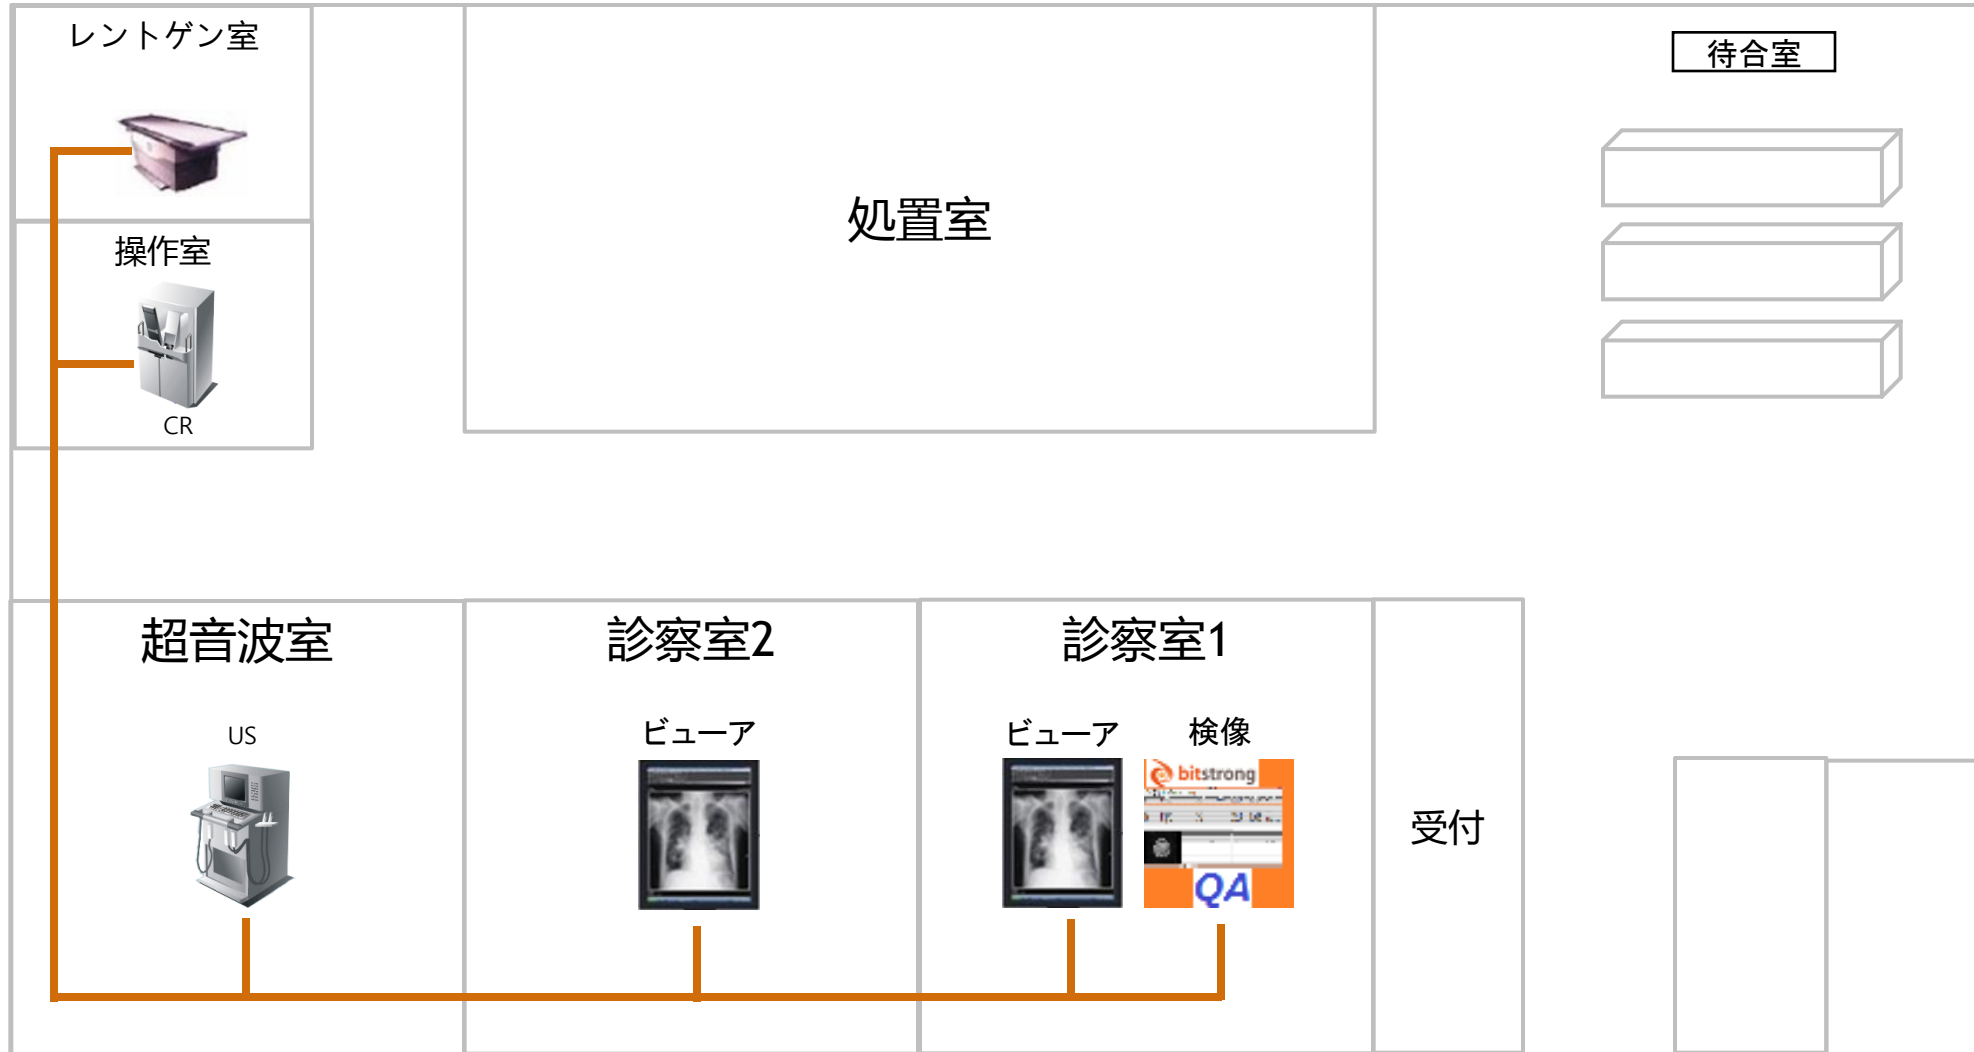 レントゲン室
待合室
処置室
操作室
CR
超音波室
診察室2
診察室1
US
ビューア
ビューア
検像
bitstrong
QA
受付